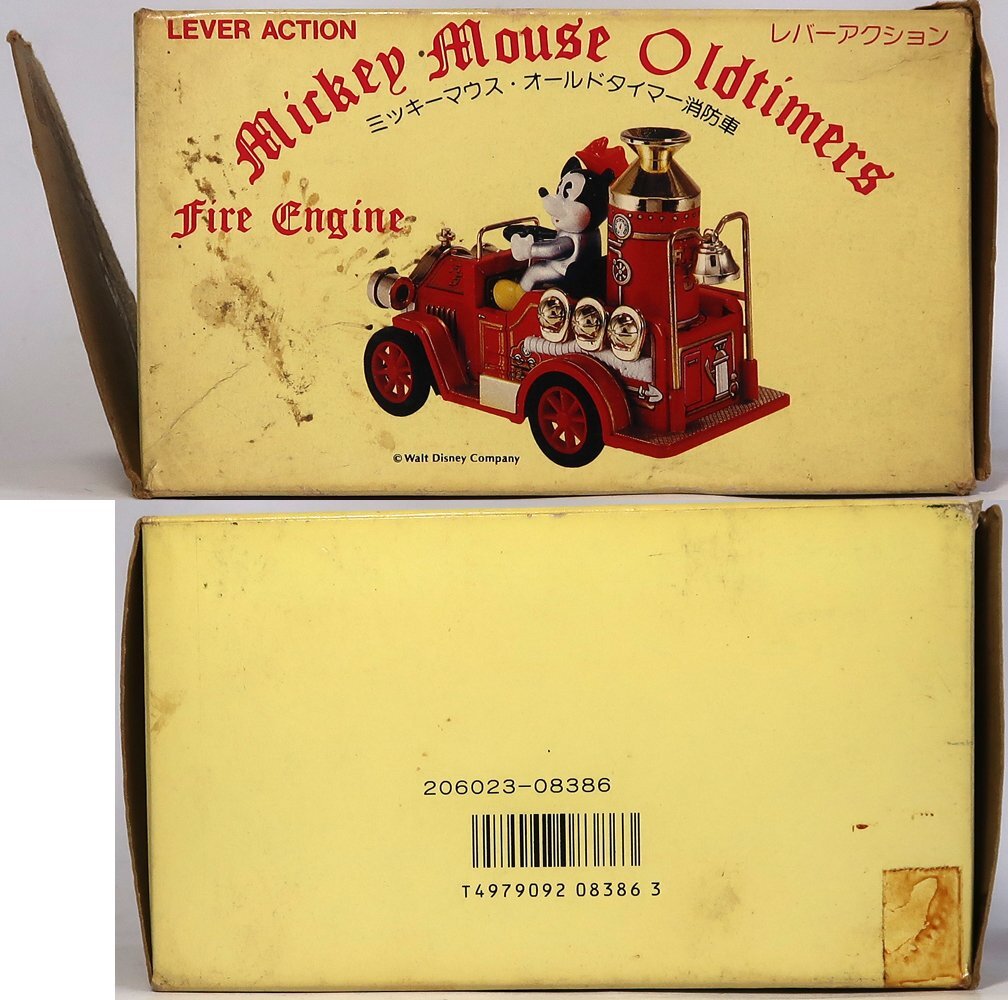 LEVER ACTION
レバーアクション
Mickey Mouse Oldtimers
ミッキーマウス・オールドタイマー消防車
Fire Engine
© Walt Disney Company
206023-08386
T4979092 08386 3